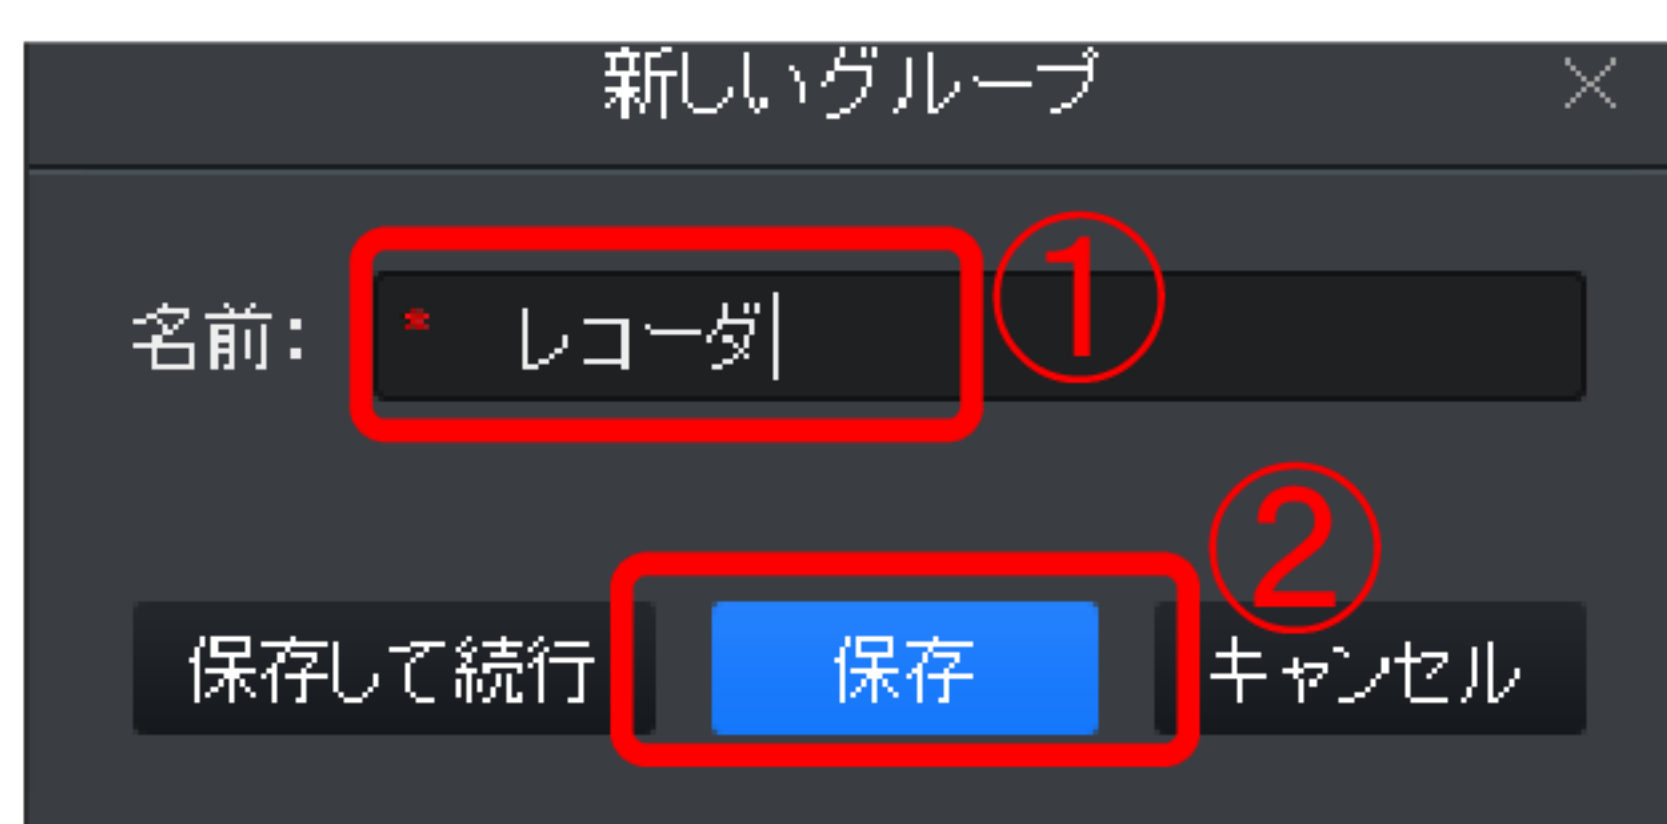 新しいグループ ×
名前: * レコーダ ①
②
保存して続行 保存 キャンセル